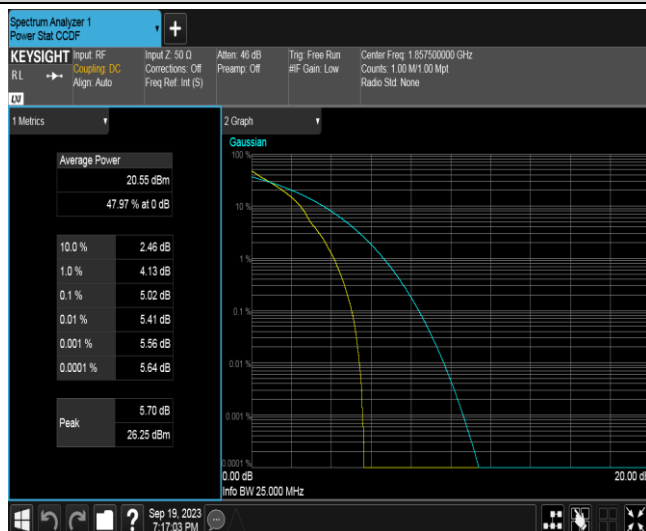 Spectrum Analyzer 1
Power Stat CCDF
KEYSIGHT
RL
LXI
Input: RF
Coupling: DC
Align: Auto
Input Z: 50 Ω
Corrections: Off
Freq Ref: Int (S)
Atten: 46 dB
Preamp: Off
Trig: Free Run
#IF Gain: Low
Center Freq: 1.857500000 GHz
Counts: 1.00 M/1.00 Mpt
Radio Std: None
1 Metrics
Average Power
20.55 dBm
47.97 % at 0 dB
10.0 % 2.46 dB
1.0 % 4.13 dB
0.1 % 5.02 dB
0.01 % 5.41 dB
0.001 % 5.56 dB
0.0001 % 5.64 dB
Peak
5.70 dB
26.25 dBm
2 Graph
Gaussian
100 %
10 %
1 %
0.1 %
0.01 %
0.001 %
0.0001 %
0.00 dB
20.00 dB
Info BW 25.000 MHz
Sep 19, 2023
7:17:03 PM